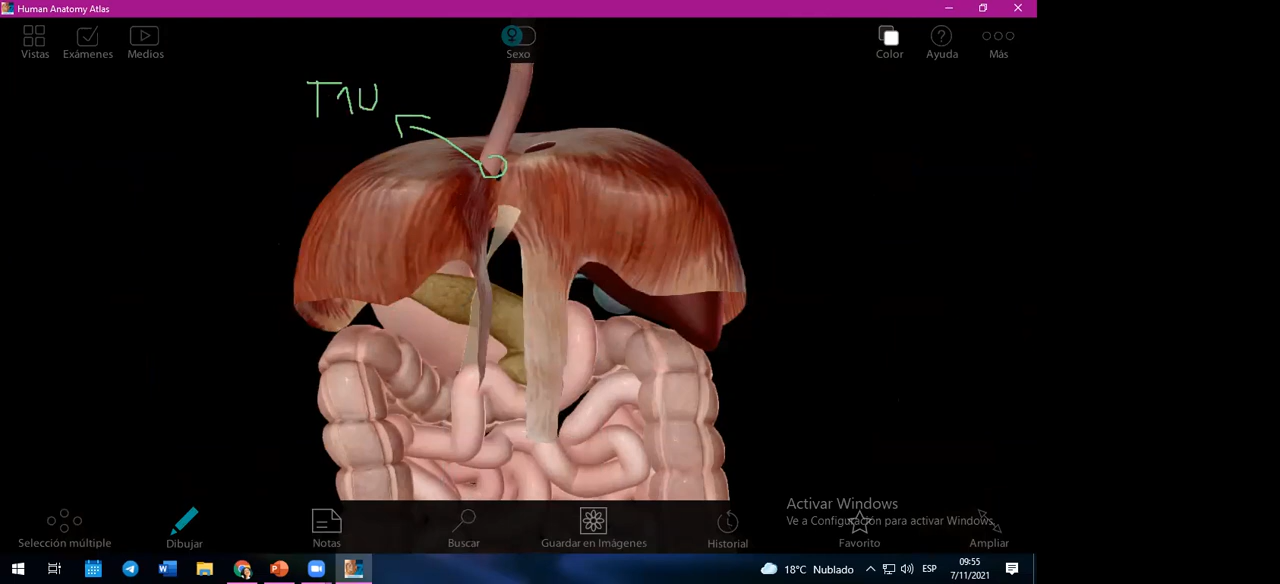 Human Anatomy Atlas
Vistas
Exámenes
Medios
Sexo
Color
Ayuda
Más
Activar Windows
Ve a Configuración para activar Windows.
Selección múltiple
Dibujar
Notas
Buscar
Guardar en Imágenes
Historial
Favorito
Ampliar
18°C Nublado
ESP
09:55
7/11/2021